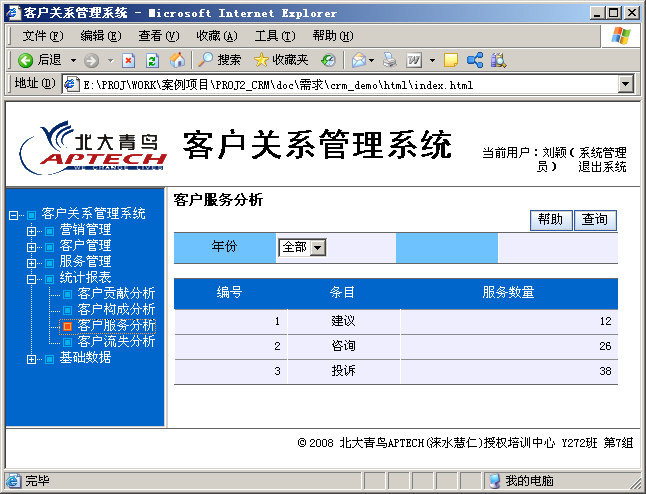 客户关系管理系统 - Microsoft Internet Explorer
文件(F) 编辑(E) 查看(V) 收藏(A) 工具(T) 帮助(H)
后退 搜索 收藏夹
地址(D) E:\PROJ\WORK\案例项目\PROJ2_CRM\doc\需求\crm_demo\html\index.html
北大青鸟
APTECH
WE CHANGE LIVES
客户关系管理系统
当前用户：刘颖(系统管理
员) 退出系统
客户关系管理系统
营销管理
客户管理
服务管理
统计报表
客户贡献分析
客户构成分析
客户服务分析
客户流失分析
基础数据
客户服务分析
帮助 查询
年份 全部
编号 条目 服务数量
1 建议 12
2 咨询 26
3 投诉 38
©2008 北大青鸟APTECH(涞水慧仁)授权培训中心 Y272班 第7组
完毕 我的电脑